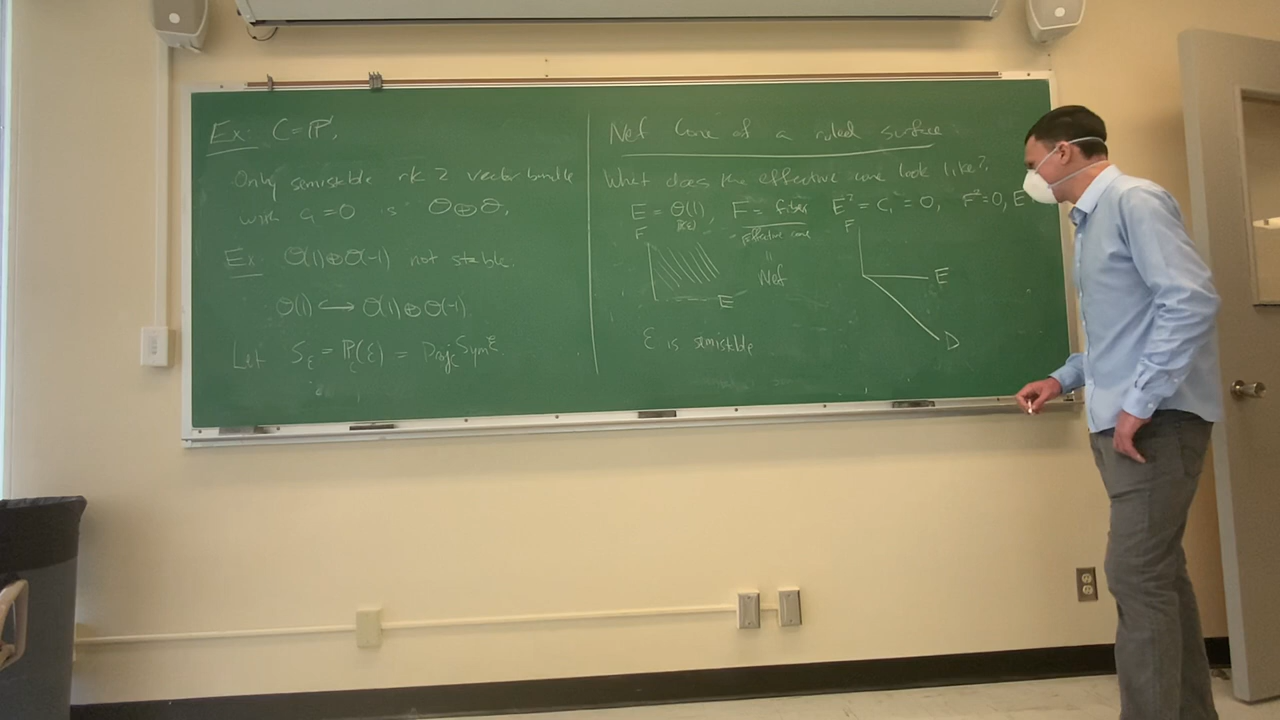 Ex: C = ℙ¹,
Only semistable rk 2 vector bundle
with c₁=0 is O⊕O,
Ex: O(1)⊕O(-1) not stable.
O(1) ↪ O(1)⊕O(-1)
Let S_ℰ = ℙ_C(ℰ) = Proj_C Sym ℰ
Nef Cone of a ruled surface
What does the effective cone look like?
E = O(1), F = fiber E² = c₁ = 0, F² = 0, E
ℙ(ℰ)
Effective cone
F
=
Nef
E
ℰ is semistable
F
E
D